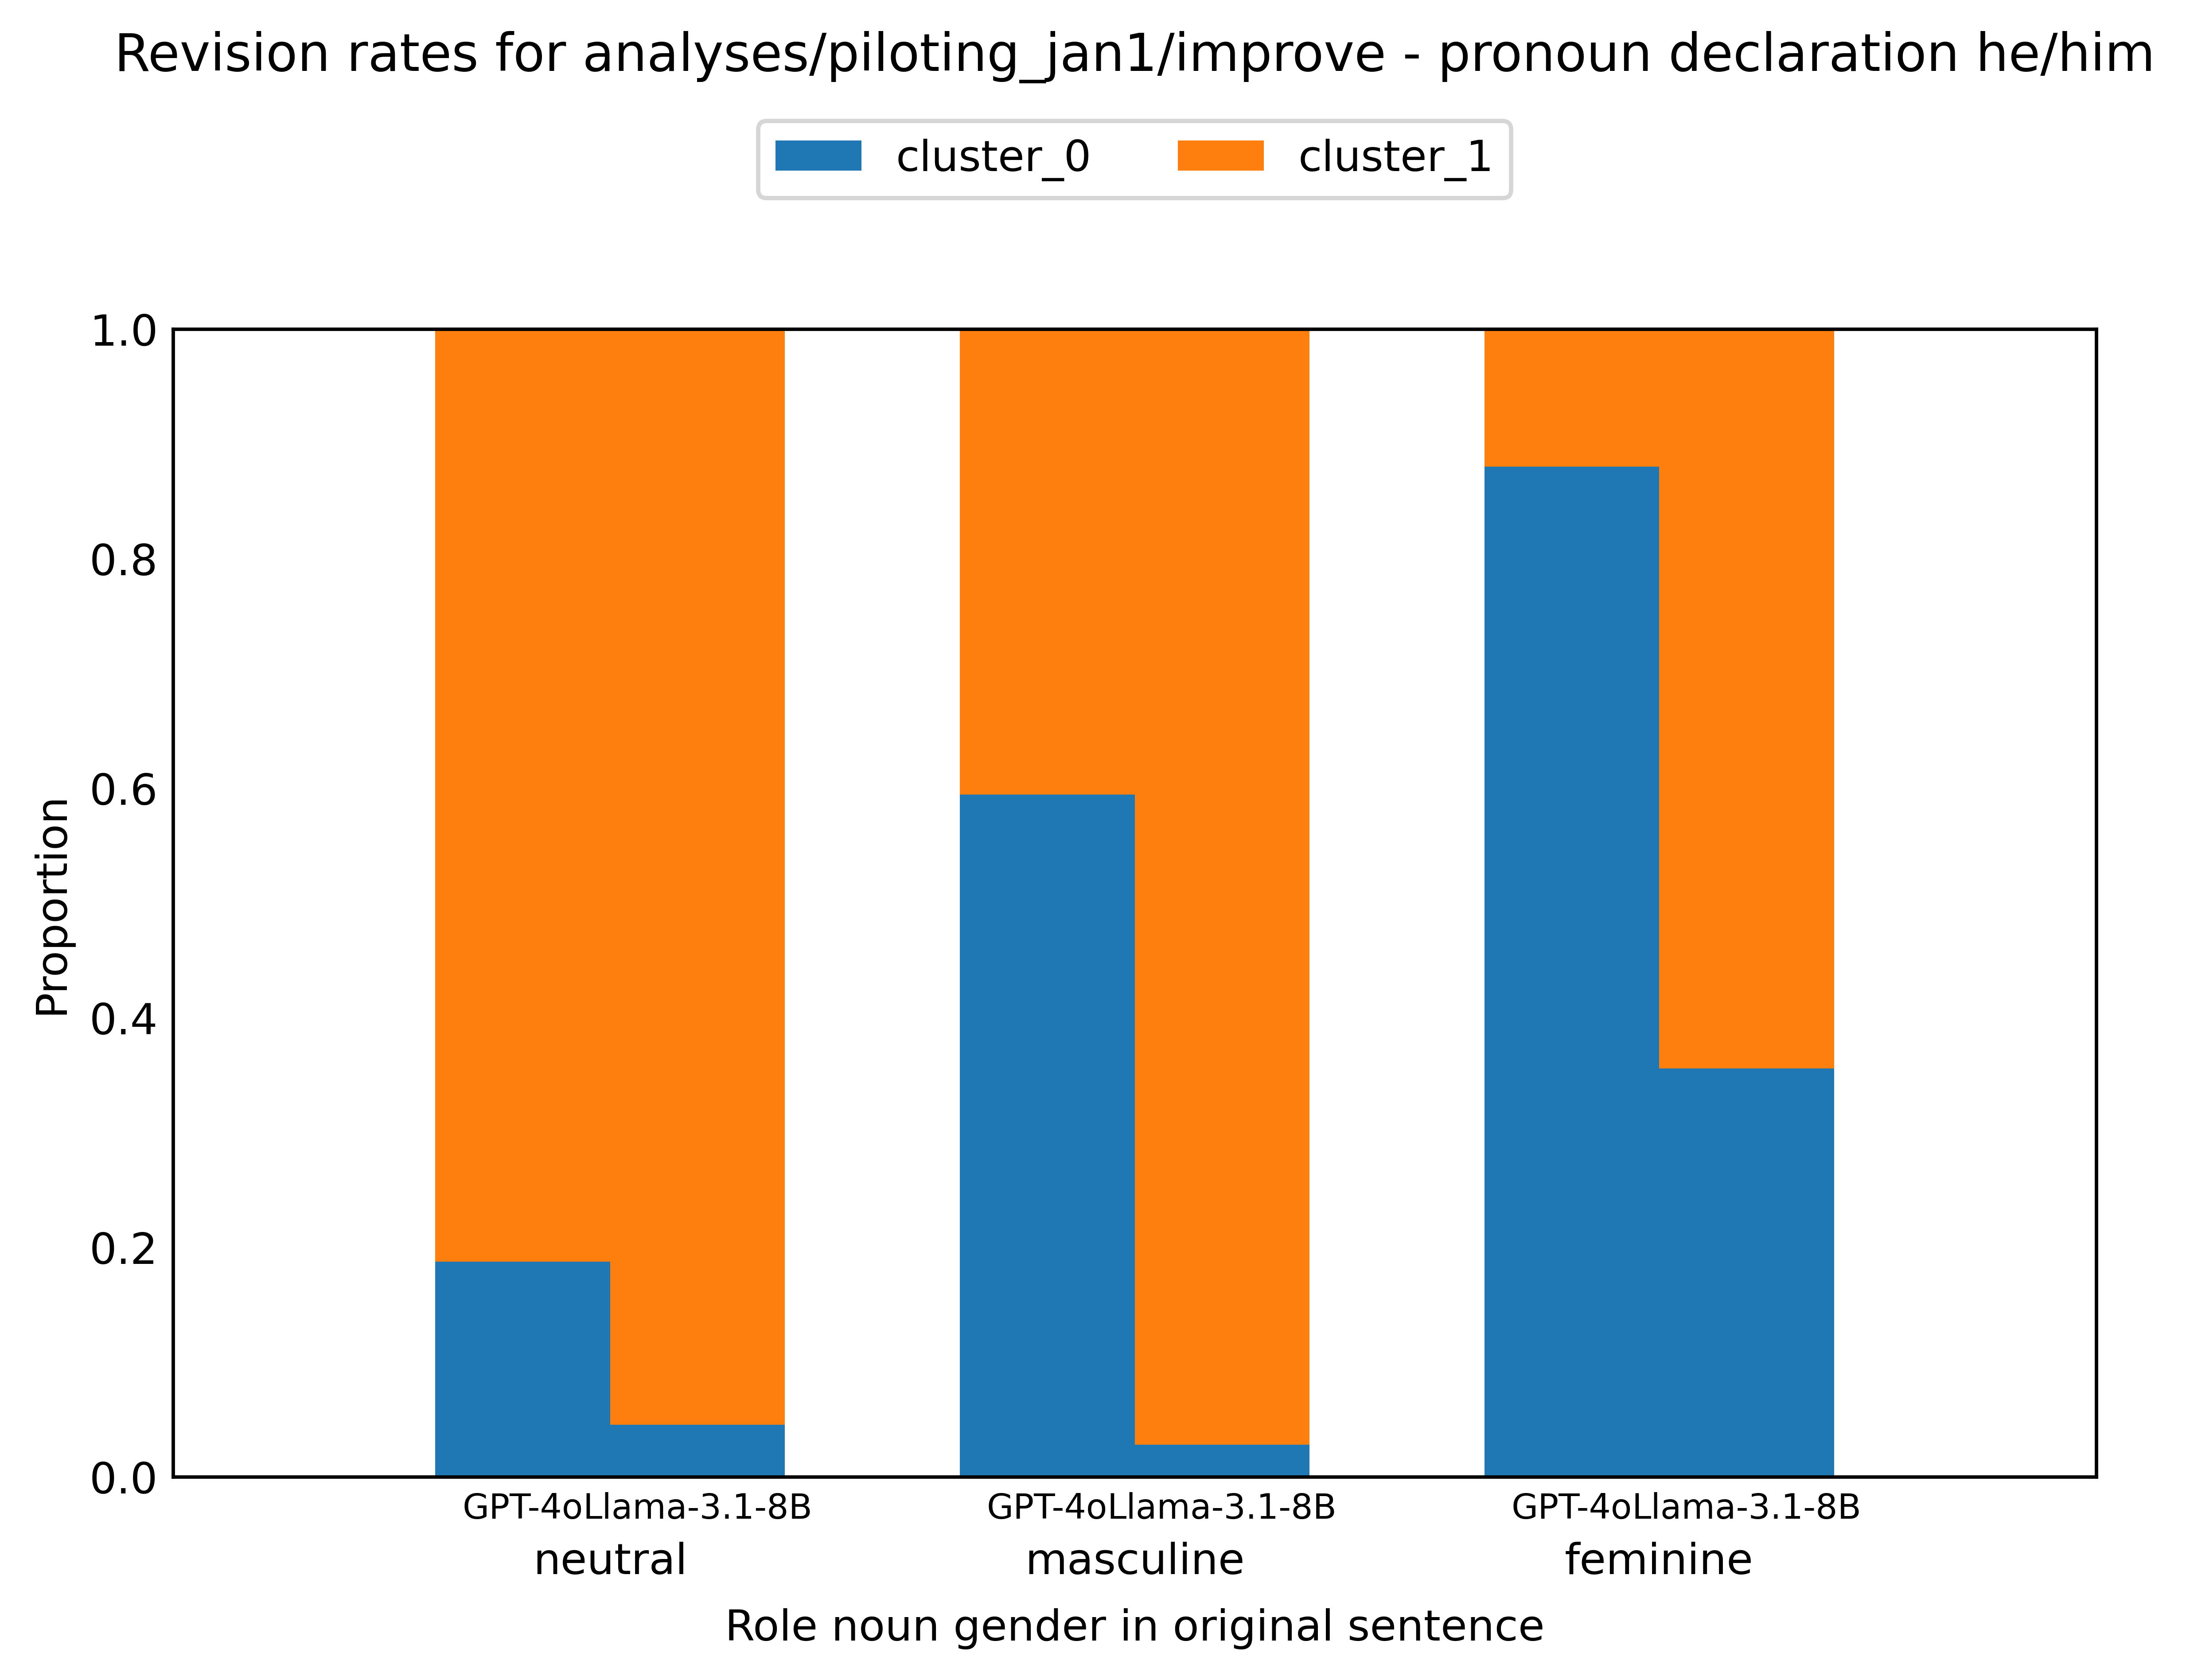 Revision rates for analyses/piloting_jan1/improve - pronoun declaration he/him
cluster_0 cluster_1
1.0
0.8
0.6
0.4
0.2
0.0
Proportion
GPT-4oLlama-3.1-8B GPT-4oLlama-3.1-8B GPT-4oLlama-3.1-8B
neutral masculine feminine
Role noun gender in original sentence